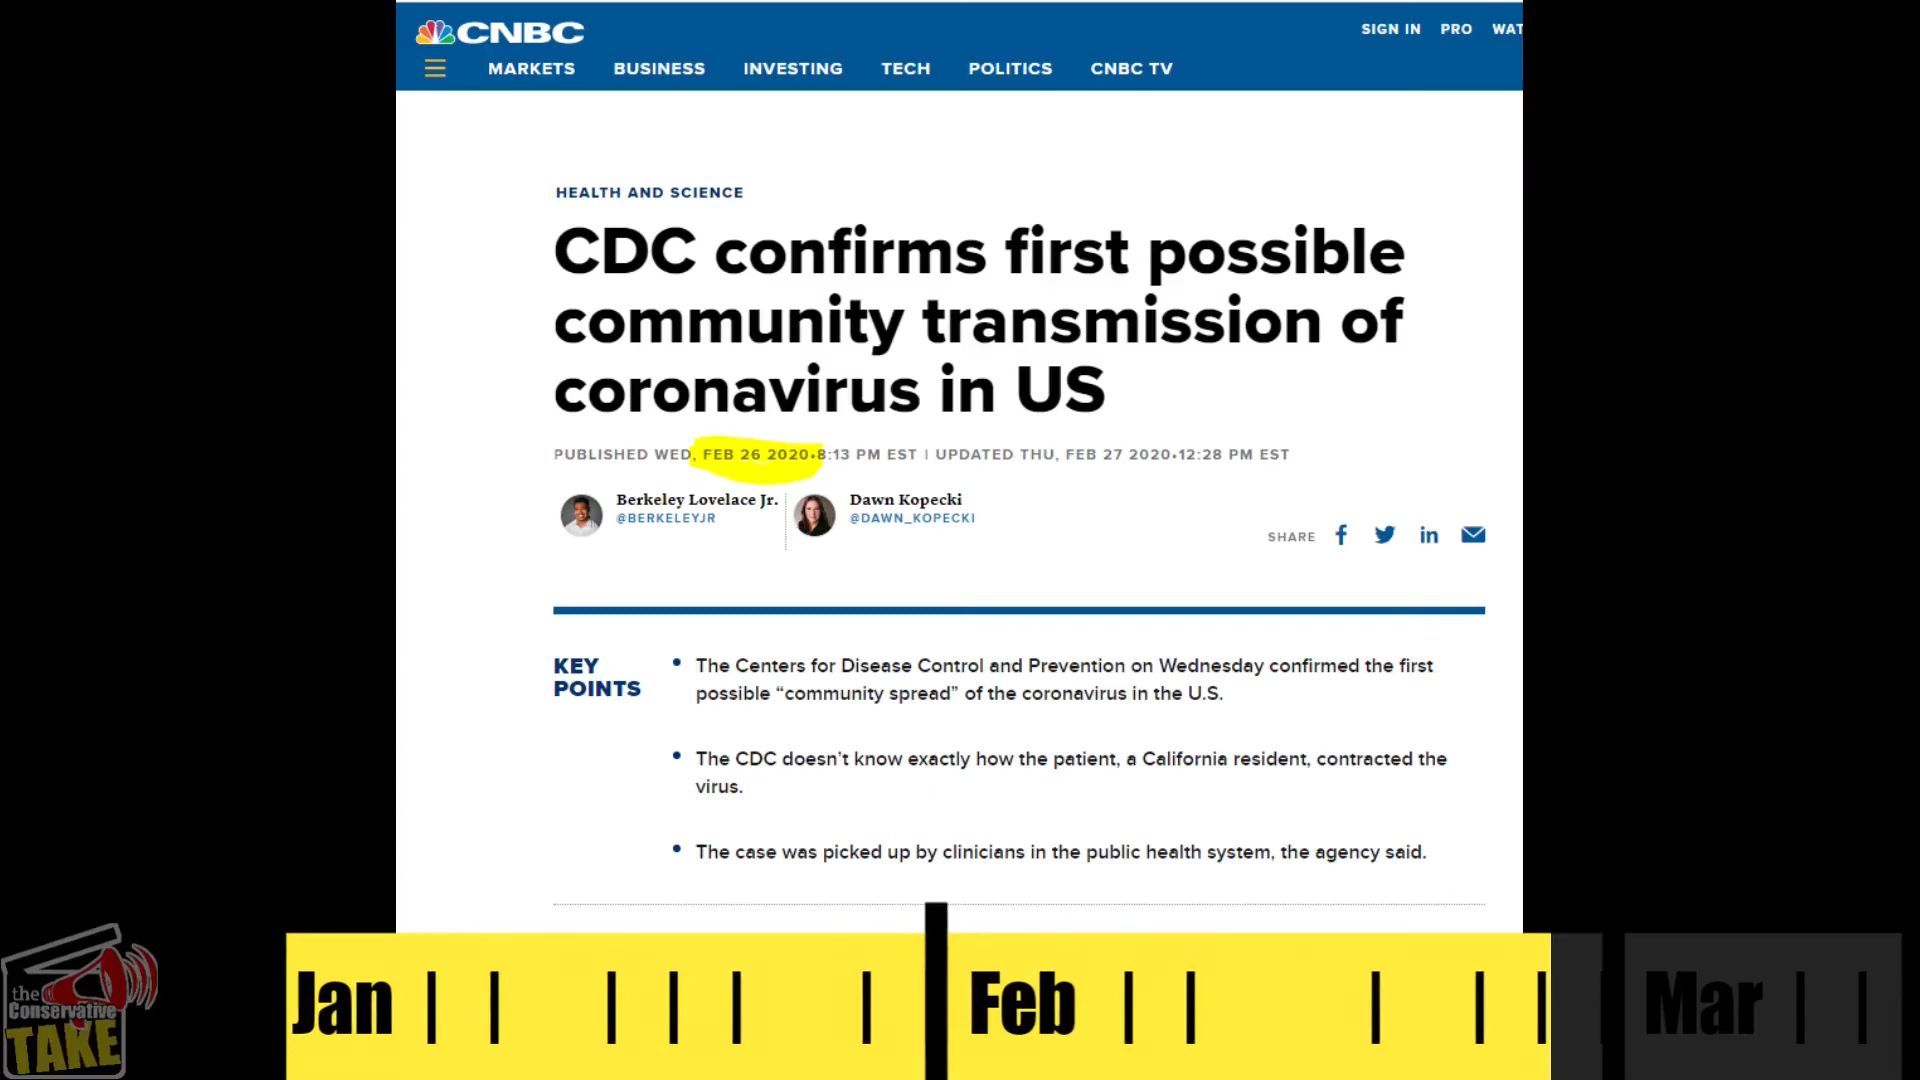 CNBC
SIGN IN PRO WAT
MARKETS BUSINESS INVESTING TECH POLITICS CNBC TV
HEALTH AND SCIENCE
CDC confirms first possible
community transmission of
coronavirus in US
PUBLISHED WED, FEB 26 2020•8:13 PM EST | UPDATED THU, FEB 27 2020•12:28 PM EST
Berkeley Lovelace Jr.
@BERKELEYJR
Dawn Kopecki
@DAWN_KOPECKI
SHARE
KEY
POINTS
The Centers for Disease Control and Prevention on Wednesday confirmed the first
possible “community spread” of the coronavirus in the U.S.
The CDC doesn’t know exactly how the patient, a California resident, contracted the
virus.
The case was picked up by clinicians in the public health system, the agency said.
the
Conservative
TAKE
Jan Feb Mar